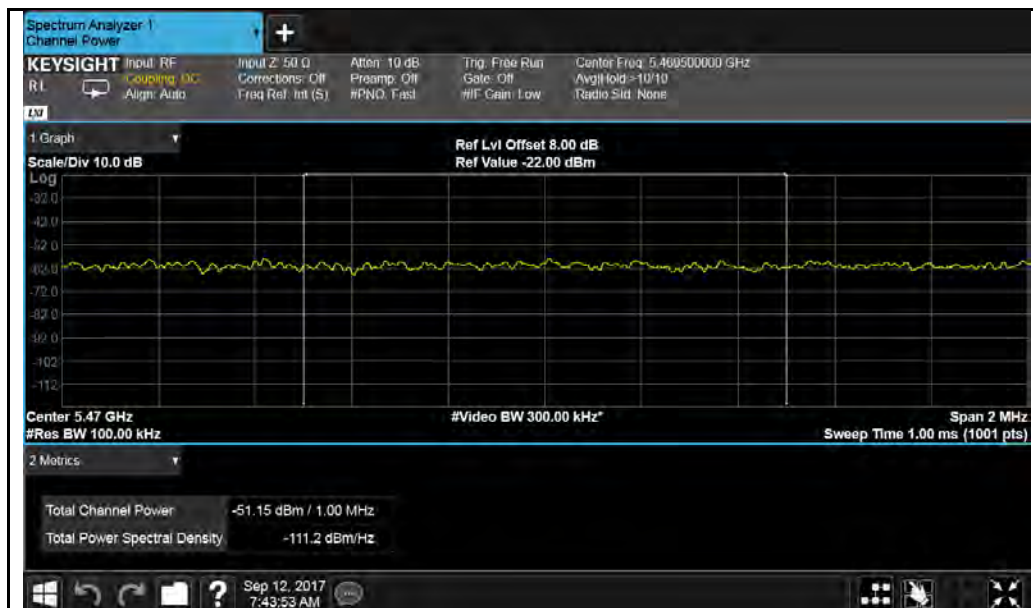 Spectrum Analyzer 1
Channel Power
+
KEYSIGHT
RL
LXI
Input: RF
Coupling: DC
Align: Auto
Input Z: 50 Ω
Corrections: Off
Freq Ref: Int (S)
Atten: 10 dB
Preamp: Off
#PNO: Fast
Trig: Free Run
Gate: Off
#IF Gain: Low
Center Freq: 5.469500000 GHz
Avg|Hold:>10/10
Radio Std: None
1 Graph
Scale/Div 10.0 dB
Ref Lvl Offset 8.00 dB
Ref Value -22.00 dBm
Log
-32.0
-42.0
-52.0
-62.0
-72.0
-82.0
-92.0
-102
-112
Center 5.47 GHz
#Res BW 100.00 kHz
#Video BW 300.00 kHz*
Span 2 MHz
Sweep Time 1.00 ms (1001 pts)
2 Metrics
Total Channel Power -51.15 dBm / 1.00 MHz
Total Power Spectral Density -111.2 dBm/Hz
?
Sep 12, 2017
7:43:53 AM